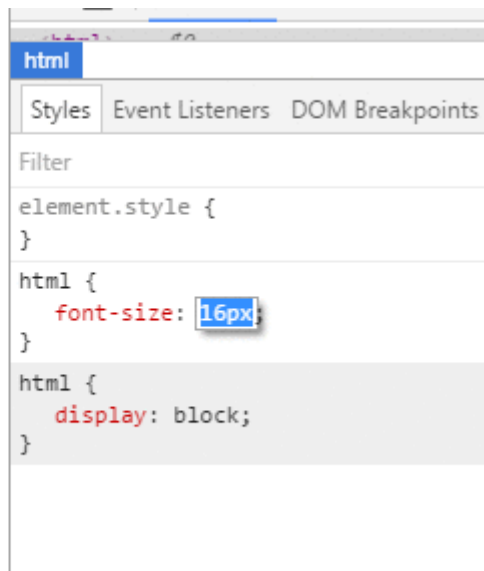 html
Styles Event Listeners DOM Breakpoints
Filter
element.style {
}
html {
font-size: 16px;
}
html {
display: block;
}